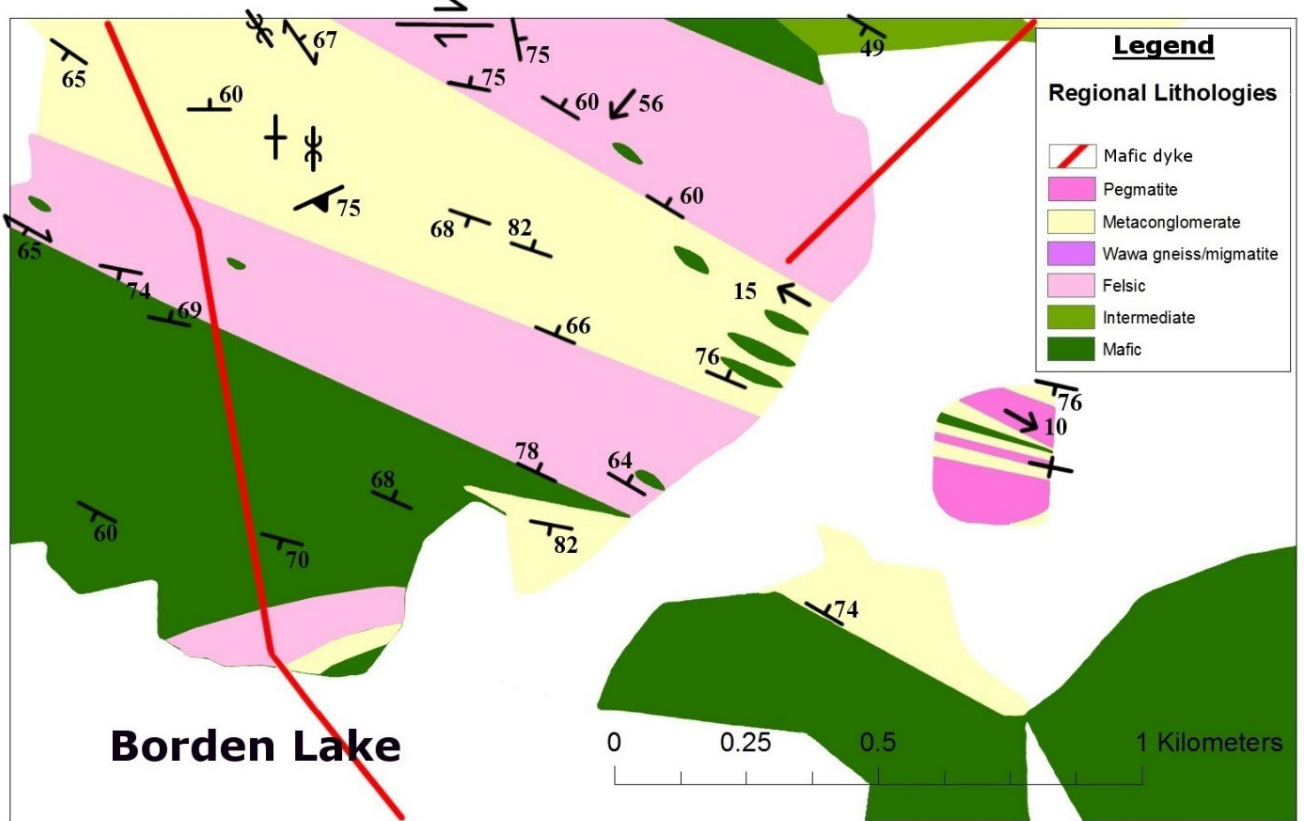 67
65
75
49
75
60
60
56
75
60
68
82
65
74
69
15
66
76
Legend
Regional Lithologies
Mafic dyke
Pegmatite
Metaconglomerate
Wawa gneiss/migmatite
Felsic
Intermediate
Mafic
76
10
78
64
68
60
70
82
74
Borden Lake
0 0.25 0.5 1 Kilometers